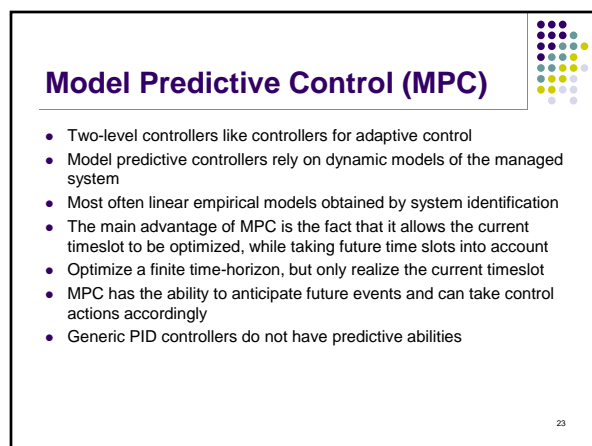 Model Predictive Control (MPC)
● Two-level controllers like controllers for adaptive control
● Model predictive controllers rely on dynamic models of the managed
system
● Most often linear empirical models obtained by system identification
● The main advantage of MPC is the fact that it allows the current
timeslot to be optimized, while taking future time slots into account
● Optimize a finite time-horizon, but only realize the current timeslot
● MPC has the ability to anticipate future events and can take control
actions accordingly
● Generic PID controllers do not have predictive abilities
23